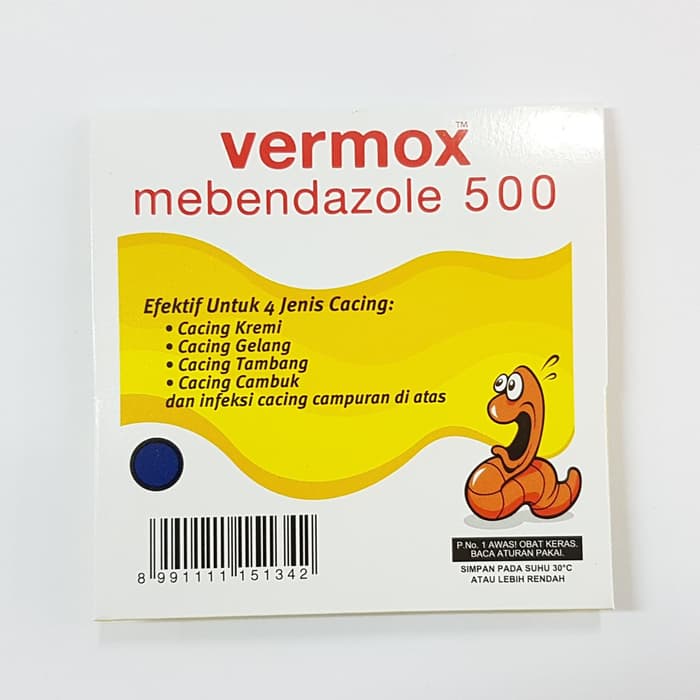 vermox™
mebendazole 500
Efektif Untuk 4 Jenis Cacing:
• Cacing Kremi
• Cacing Gelang
• Cacing Tambang
• Cacing Cambuk
dan infeksi cacing campuran di atas
8 991111 151342
P.No. 1 AWAS! OBAT KERAS.
BACA ATURAN PAKAI.
SIMPAN PADA SUHU 30°C
ATAU LEBIH RENDAH